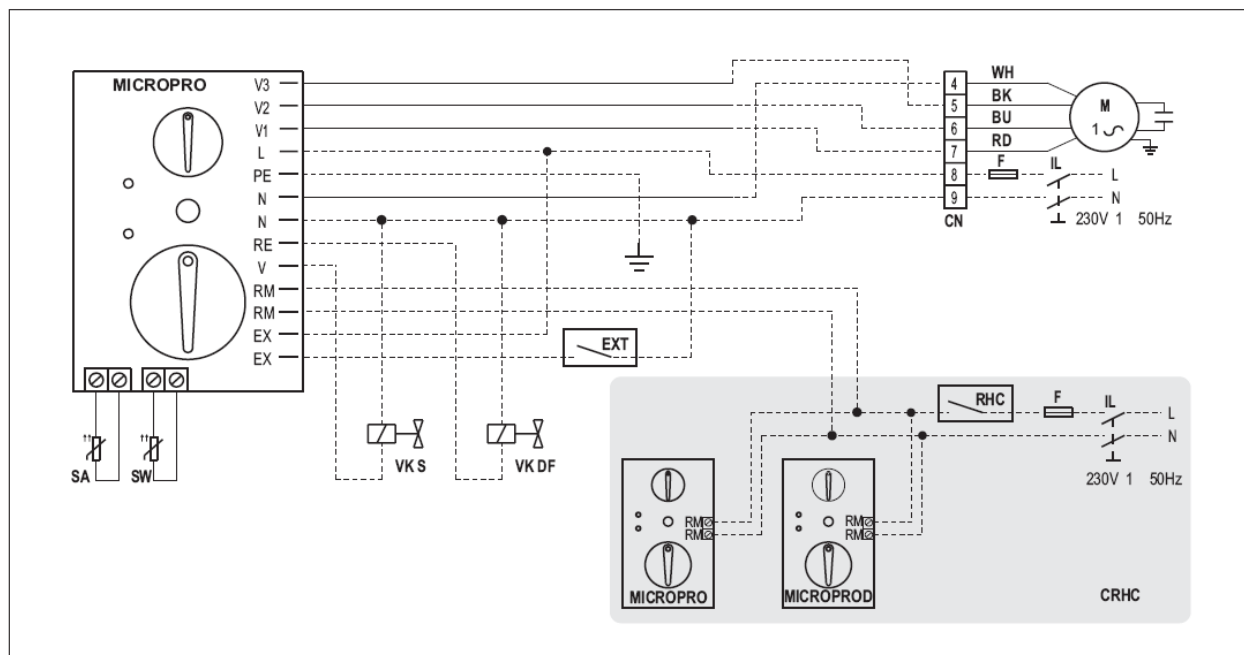 MICROPRO
V3
V2
V1
L
PE
N
N
RE
V
RM
RM
EX
EX
SA
SW
VK S
VK DF
EXT
4
5
6
7
8
9
CN
WH
BK
BU
RD
F
IL
M
1
L
N
230V 1 50Hz
RHC
F
IL
L
N
230V 1 50Hz
RM
RM
MICROPRO
RM
RM
MICROPROD
CRHC